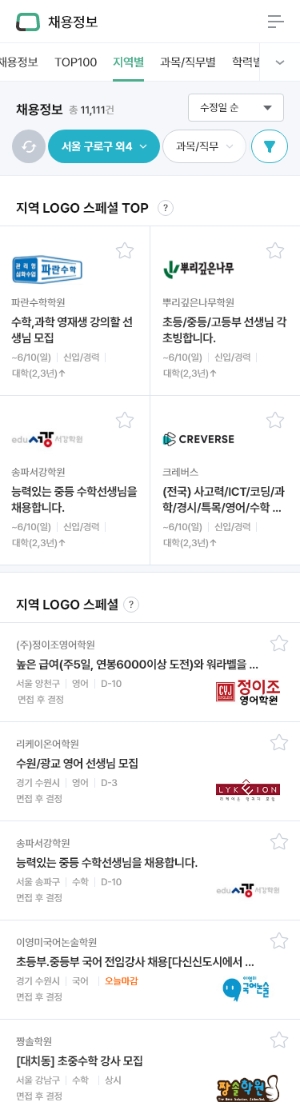 채용정보
채용정보 TOP100 지역별 과목/직무별 학력별
채용정보 총 11,111건 수정일 순
서울 구로구 외4 과목/직무
지역 LOGO 스페셜 TOP ?
관리형 심화수업 파란수학
파란수학학원
수학,과학 영재생 강의할 선
생님 모집
~6/10(일) 신입/경력
대학(2,3년)↑
뿌리깊은나무
뿌리깊은나무학원
초등/중등/고등부 선생님 각
초빙합니다.
~6/10(일) 신입/경력
대학(2,3년)↑
edu서강 서강학원
송파서강학원
능력있는 중등 수학선생님을
채용합니다.
~6/10(일) 신입/경력
대학(2,3년)↑
CREVERSE
크레버스
(전국) 사고력/ICT/코딩/과
학/경시/특목/영어/수학 ...
~6/10(일) 신입/경력
대학(2,3년)↑
지역 LOGO 스페셜 ?
(주)정이조영어학원
높은 급여(주5일, 연봉6000이상 도전)와 워라벨을 ...
서울 양천구 영어 D-10
면접 후 결정
CYJ 정이조
영어학원
리케이온어학원
수원/광교 영어 선생님 모집
경기 수원시 영어 D-3
면접 후 결정
LYKEION
송파서강학원
능력있는 중등 수학선생님을 채용합니다.
서울 송파구 수학 D-10
면접 후 결정
edu서강 서강학원
이영미국어논술학원
초등부.중등부 국어 전임강사 채용[다신신도시에서 ...
경기 수원시 국어 오늘마감
면접 후 결정
이영미
국어논술
짱솔학원
[대치동] 초중수학 강사 모집
서울 강남구 수학 상시
면접 후 결정
짱솔학원